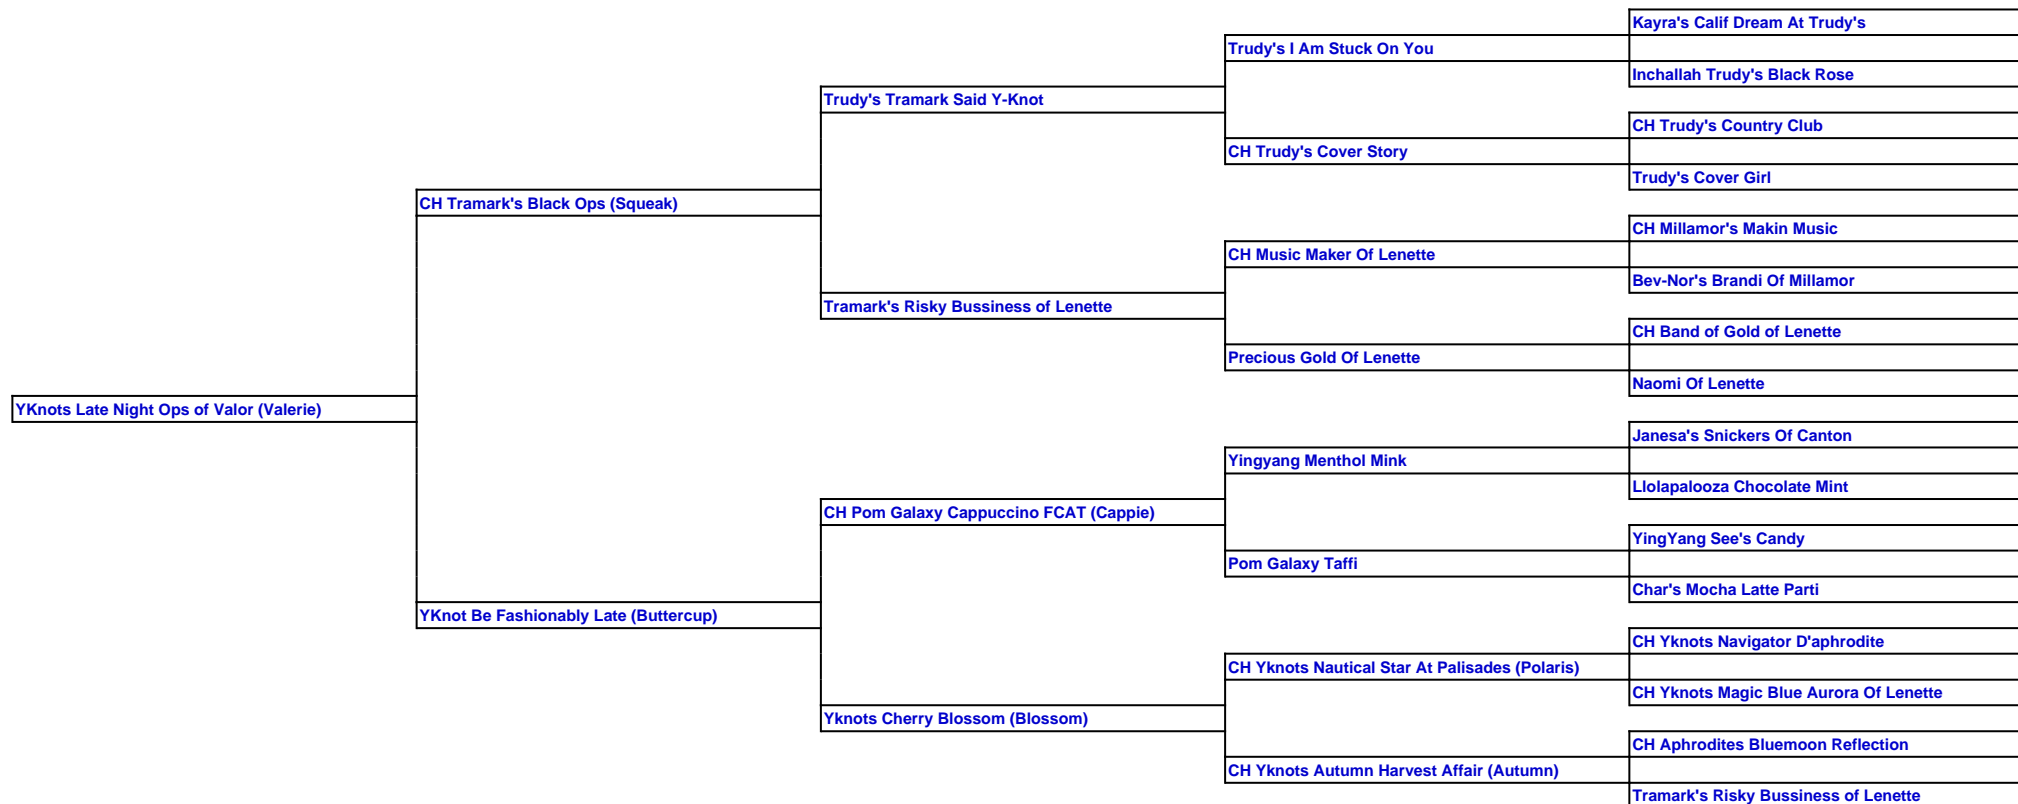 Kayra's Calif Dream At Trudy's
Trudy's I Am Stuck On You
Inchallah Trudy's Black Rose
Trudy's Tramark Said Y-Knot
CH Trudy's Country Club
CH Trudy's Cover Story
Trudy's Cover Girl
CH Tramark's Black Ops (Squeak)
CH Millamor's Makin Music
CH Music Maker Of Lenette
Bev-Nor's Brandi Of Millamor
Tramark's Risky Bussiness of Lenette
CH Band of Gold of Lenette
Precious Gold Of Lenette
Naomi Of Lenette
YKnots Late Night Ops of Valor (Valerie)
Janesa's Snickers Of Canton
Yingyang Menthol Mink
Llolapalooza Chocolate Mint
CH Pom Galaxy Cappuccino FCAT (Cappie)
YingYang See's Candy
Pom Galaxy Taffi
Char's Mocha Latte Parti
YKnot Be Fashionably Late (Buttercup)
CH Yknots Navigator D'aphrodite
CH Yknots Nautical Star At Palisades (Polaris)
CH Yknots Magic Blue Aurora Of Lenette
Yknots Cherry Blossom (Blossom)
CH Aphrodites Bluemoon Reflection
CH Yknots Autumn Harvest Affair (Autumn)
Tramark's Risky Bussiness of Lenette